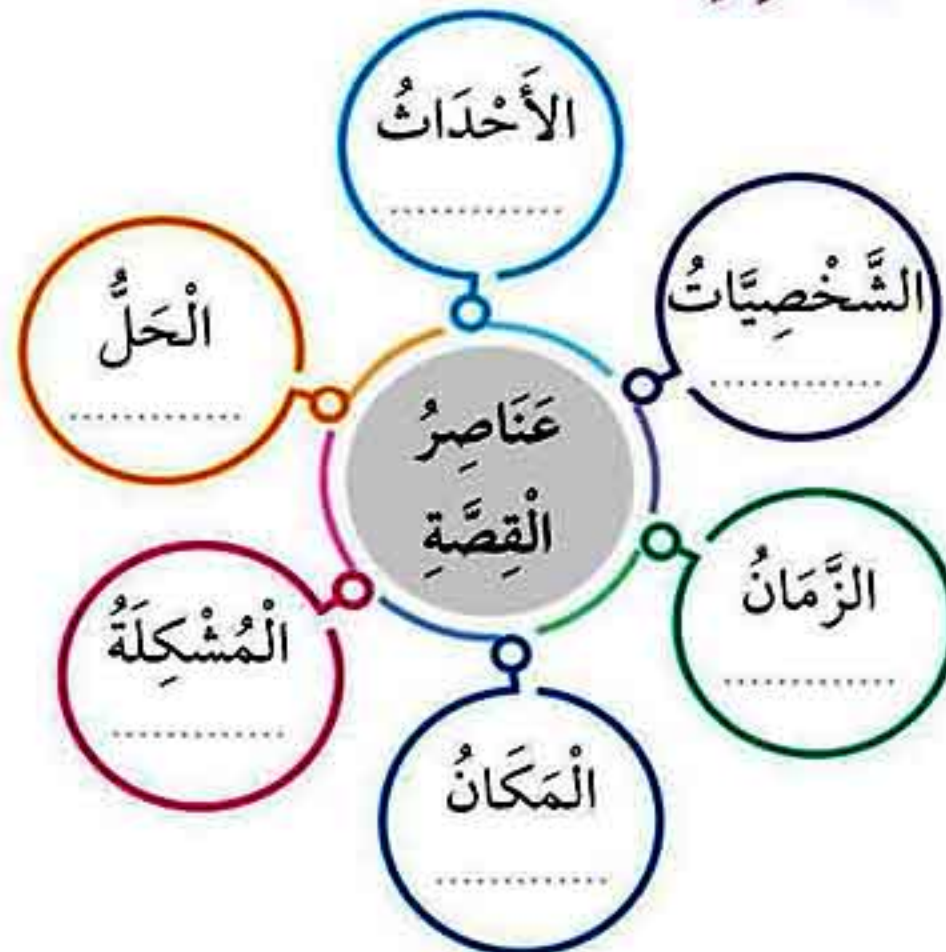 الأَحْدَاثُ
............
الشَّخْصِيَّاتُ
............
الْحَلُّ
............
عَنَاصِرُ
الْقِصَّةِ
الزَّمَانُ
............
الْمُشْكِلَةُ
............
الْمَكَانُ
............